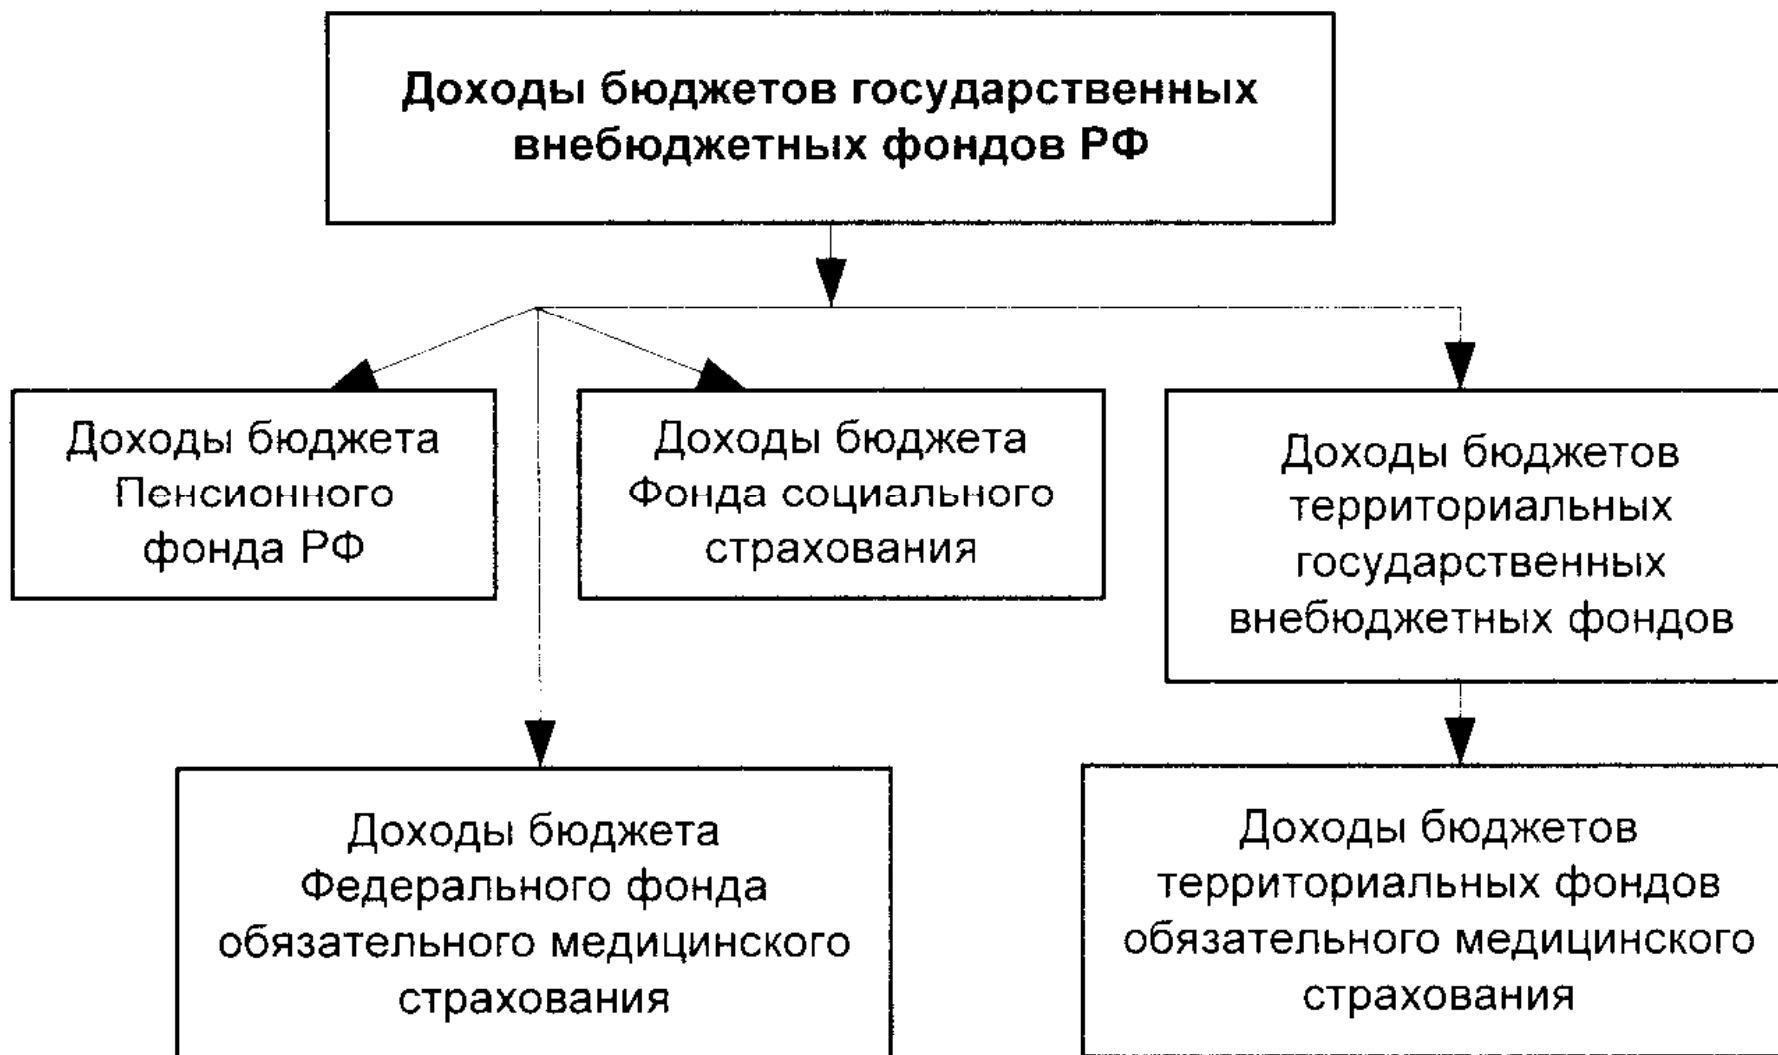 Доходы бюджетов государственных
внебюджетных фондов РФ
Доходы бюджета
Пенсионного
фонда РФ
Доходы бюджета
Фонда социального
страхования
Доходы бюджетов
территориальных
государственных
внебюджетных фондов
Доходы бюджета
Федерального фонда
обязательного медицинского
страхования
Доходы бюджетов
территориальных фондов
обязательного медицинского
страхования